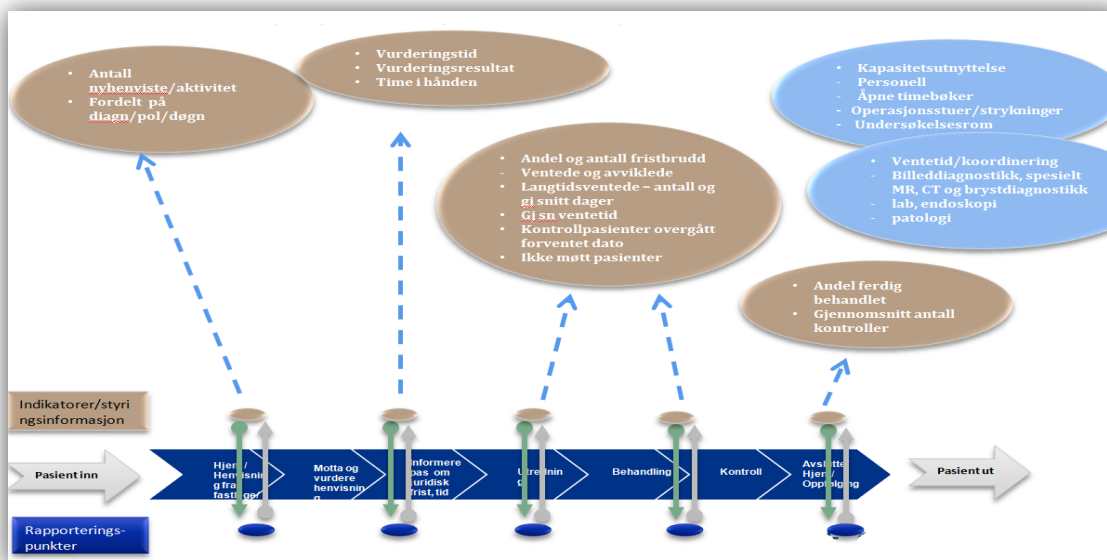 • Antall
nyhenviste/aktivitet
• Fordelt på
diagn/pol/døgn
• Vurderingstid
• Vurderingsresultat
• Time i hånden
• Kapasitetsutnyttelse
- Personell
- Åpne timebøker
- Operasjonsstuer/strykninger
- Undersøkelsesrom
• Andel og antall fristbrudd
- Ventede og avviklede
• Langtidsventede – antall og
gj snitt dager
• Gj sn ventetid
• Kontrollpasienter overgått
forventet dato
• Ikke møtt pasienter
• Ventetid/koordinering
- Billeddiagnostikk, spesielt
MR, CT og brystdiagnostikk
- lab, endoskopi
- patologi
• Andel ferdig
behandlet
• Gjennomsnitt antall
kontroller
Indikatorer/styri
ngsinformasjon
Pasient inn
Hjem /
Henvisnin
g fra
fastlege/
Motta og
vurdere
henvisnin
g
Informere
pas om
juridisk
frist, tid
Utrednin
g
Behandling
Kontroll
Avslutte
Hjem /
Oppfølging
Pasient ut
Rapporterings-
punkter